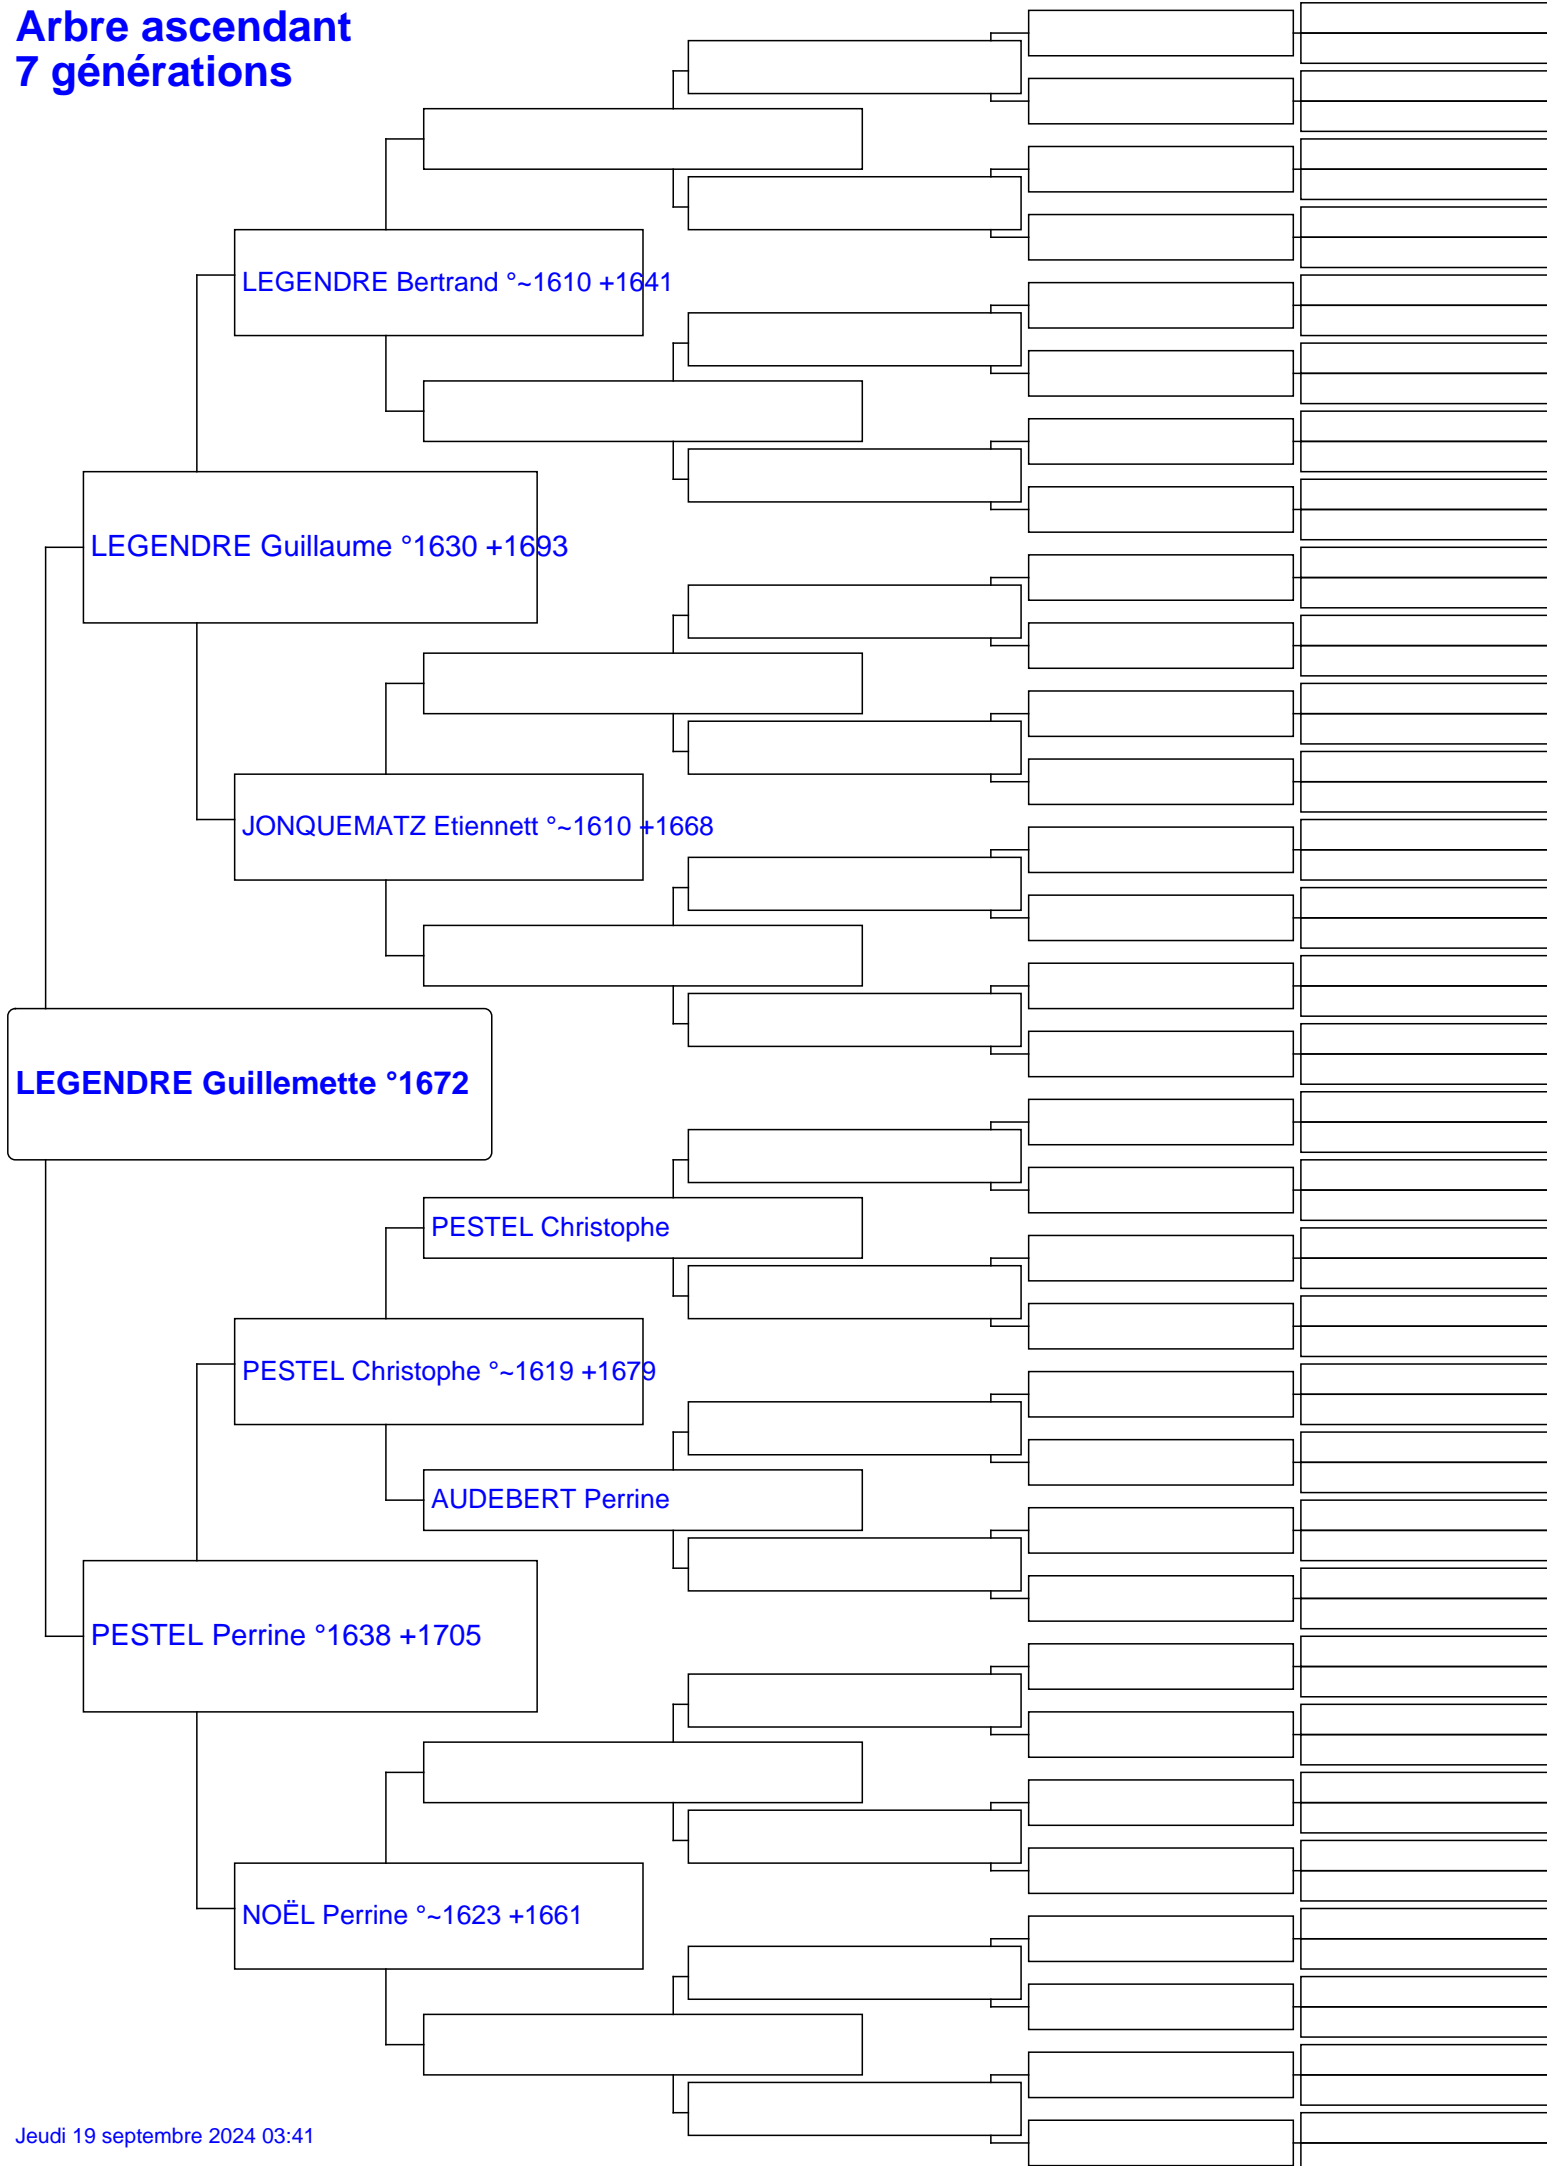 Arbre ascendant
7 générations
LEGENDRE Bertrand °~1610 +1641
LEGENDRE Guillaume °1630 +1693
JONQUEMATZ Etiennett °~1610 +1668
LEGENDRE Guillemette °1672
PESTEL Christophe
PESTEL Christophe °~1619 +1679
AUDEBERT Perrine
PESTEL Perrine °1638 +1705
NOËL Perrine °~1623 +1661
Jeudi 19 septembre 2024 03:41